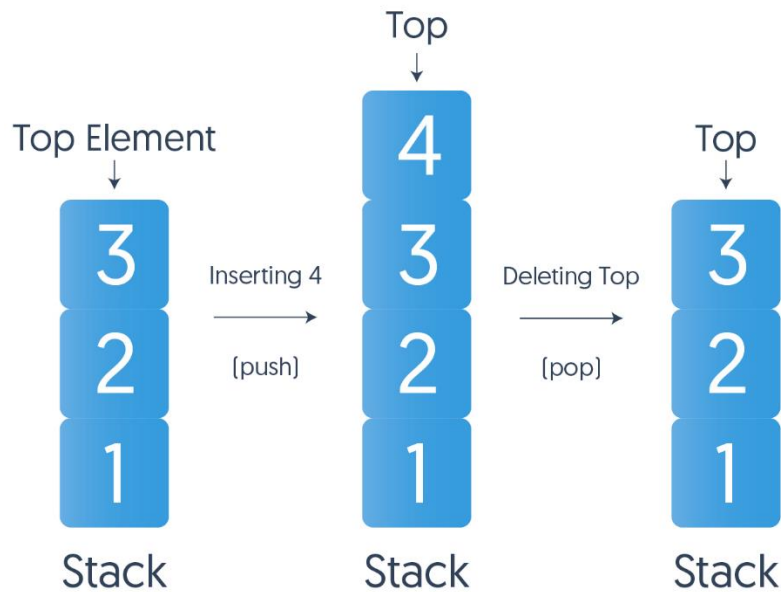 Top Element
3
2
1
Stack
Inserting 4
(push)
Top
4
3
2
1
Stack
Deleting Top
(pop)
Top
3
2
1
Stack